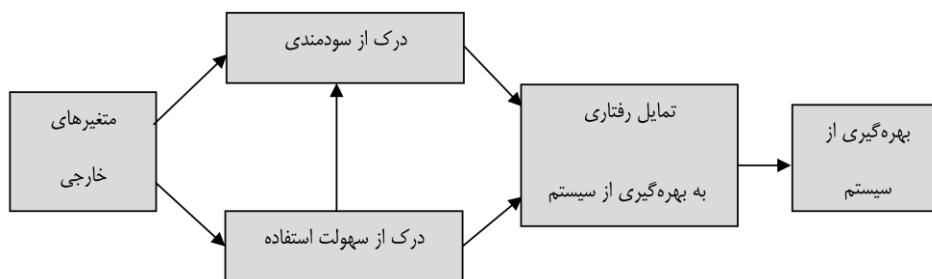 درک از سودمندی
متغیرهای
خارجی
تمایل رفتاری
به بهره‌گیری از سیستم
بهره‌گیری از
سیستم
درک از سهولت استفاده